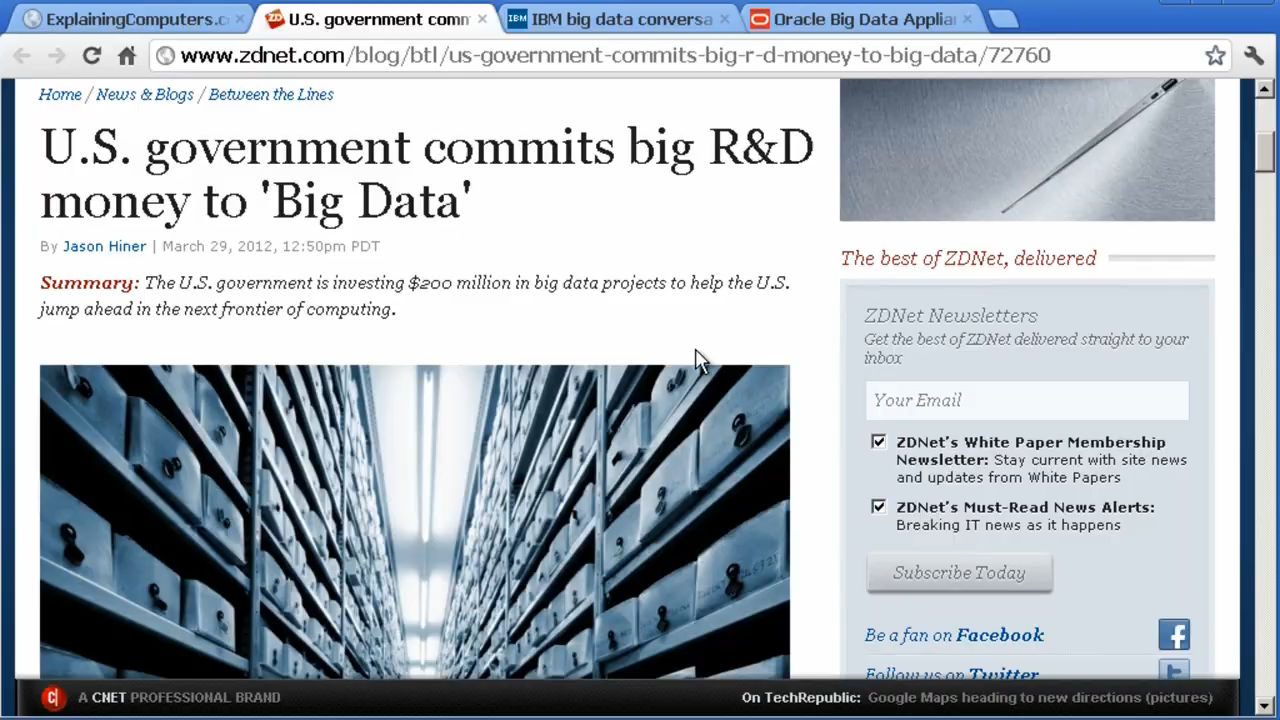 ExplainingComputers.c
U.S. government comm
IBM big data conversa
Oracle Big Data Applia
www.zdnet.com/blog/btl/us-government-commits-big-r-d-money-to-big-data/72760
Home / News & Blogs / Between the Lines
U.S. government commits big R&D
money to 'Big Data'
By Jason Hiner | March 29, 2012, 12:50pm PDT
Summary: The U.S. government is investing $200 million in big data projects to help the U.S.
jump ahead in the next frontier of computing.
The best of ZDNet, delivered
ZDNet Newsletters
Get the best of ZDNet delivered straight to your
inbox
Your Email
ZDNet's White Paper Membership
Newsletter: Stay current with site news
and updates from White Papers
ZDNet's Must-Read News Alerts:
Breaking IT news as it happens
Subscribe Today
Be a fan on Facebook
Follow us on Twitter
A CNET PROFESSIONAL BRAND
On TechRepublic: Google Maps heading to new directions (pictures)